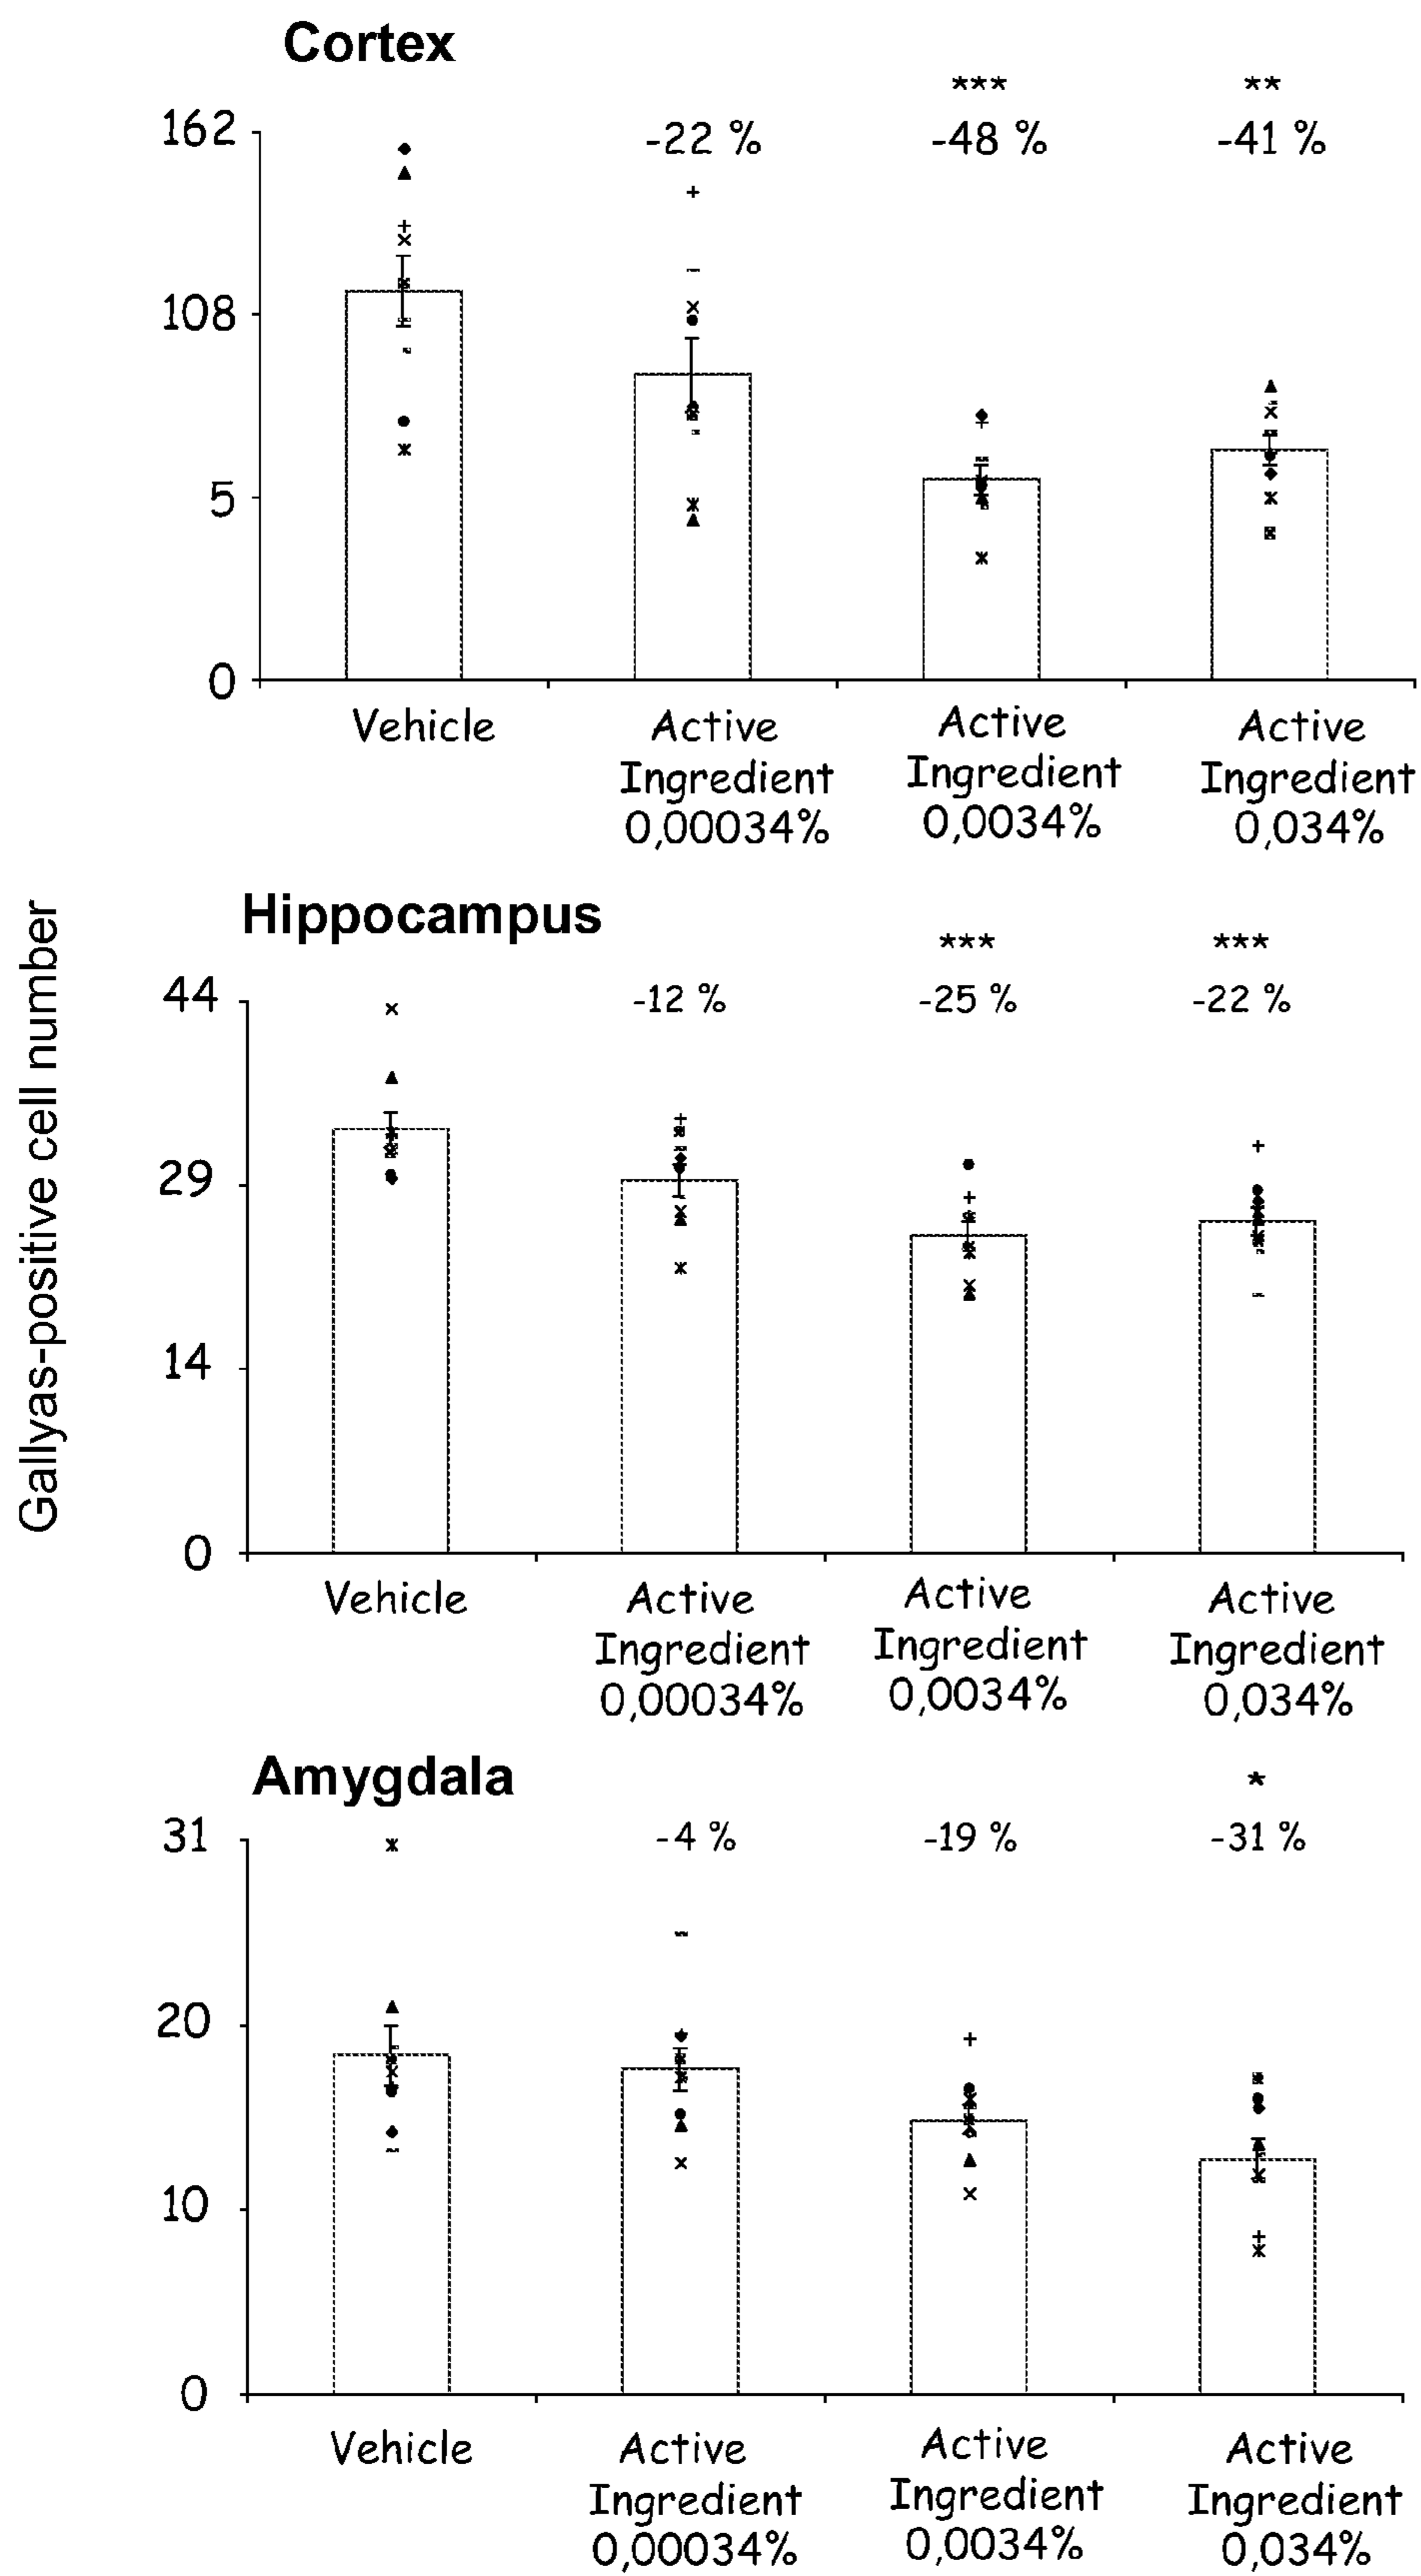 Cortex
*** **
162 -22 % -48 % -41 %
108
5
0
Vehicle Active Active Active
Ingredient Ingredient Ingredient
0,00034% 0,0034% 0,034%
Gallyas-positive cell number
Hippocampus
*** ***
44 -12 % -25 % -22 %
29
14
0
Vehicle Active Active Active
Ingredient Ingredient Ingredient
0,00034% 0,0034% 0,034%
Amygdala
*
31 -4 % -19 % -31 %
20
10
0
Vehicle Active Active Active
Ingredient Ingredient Ingredient
0,00034% 0,0034% 0,034%